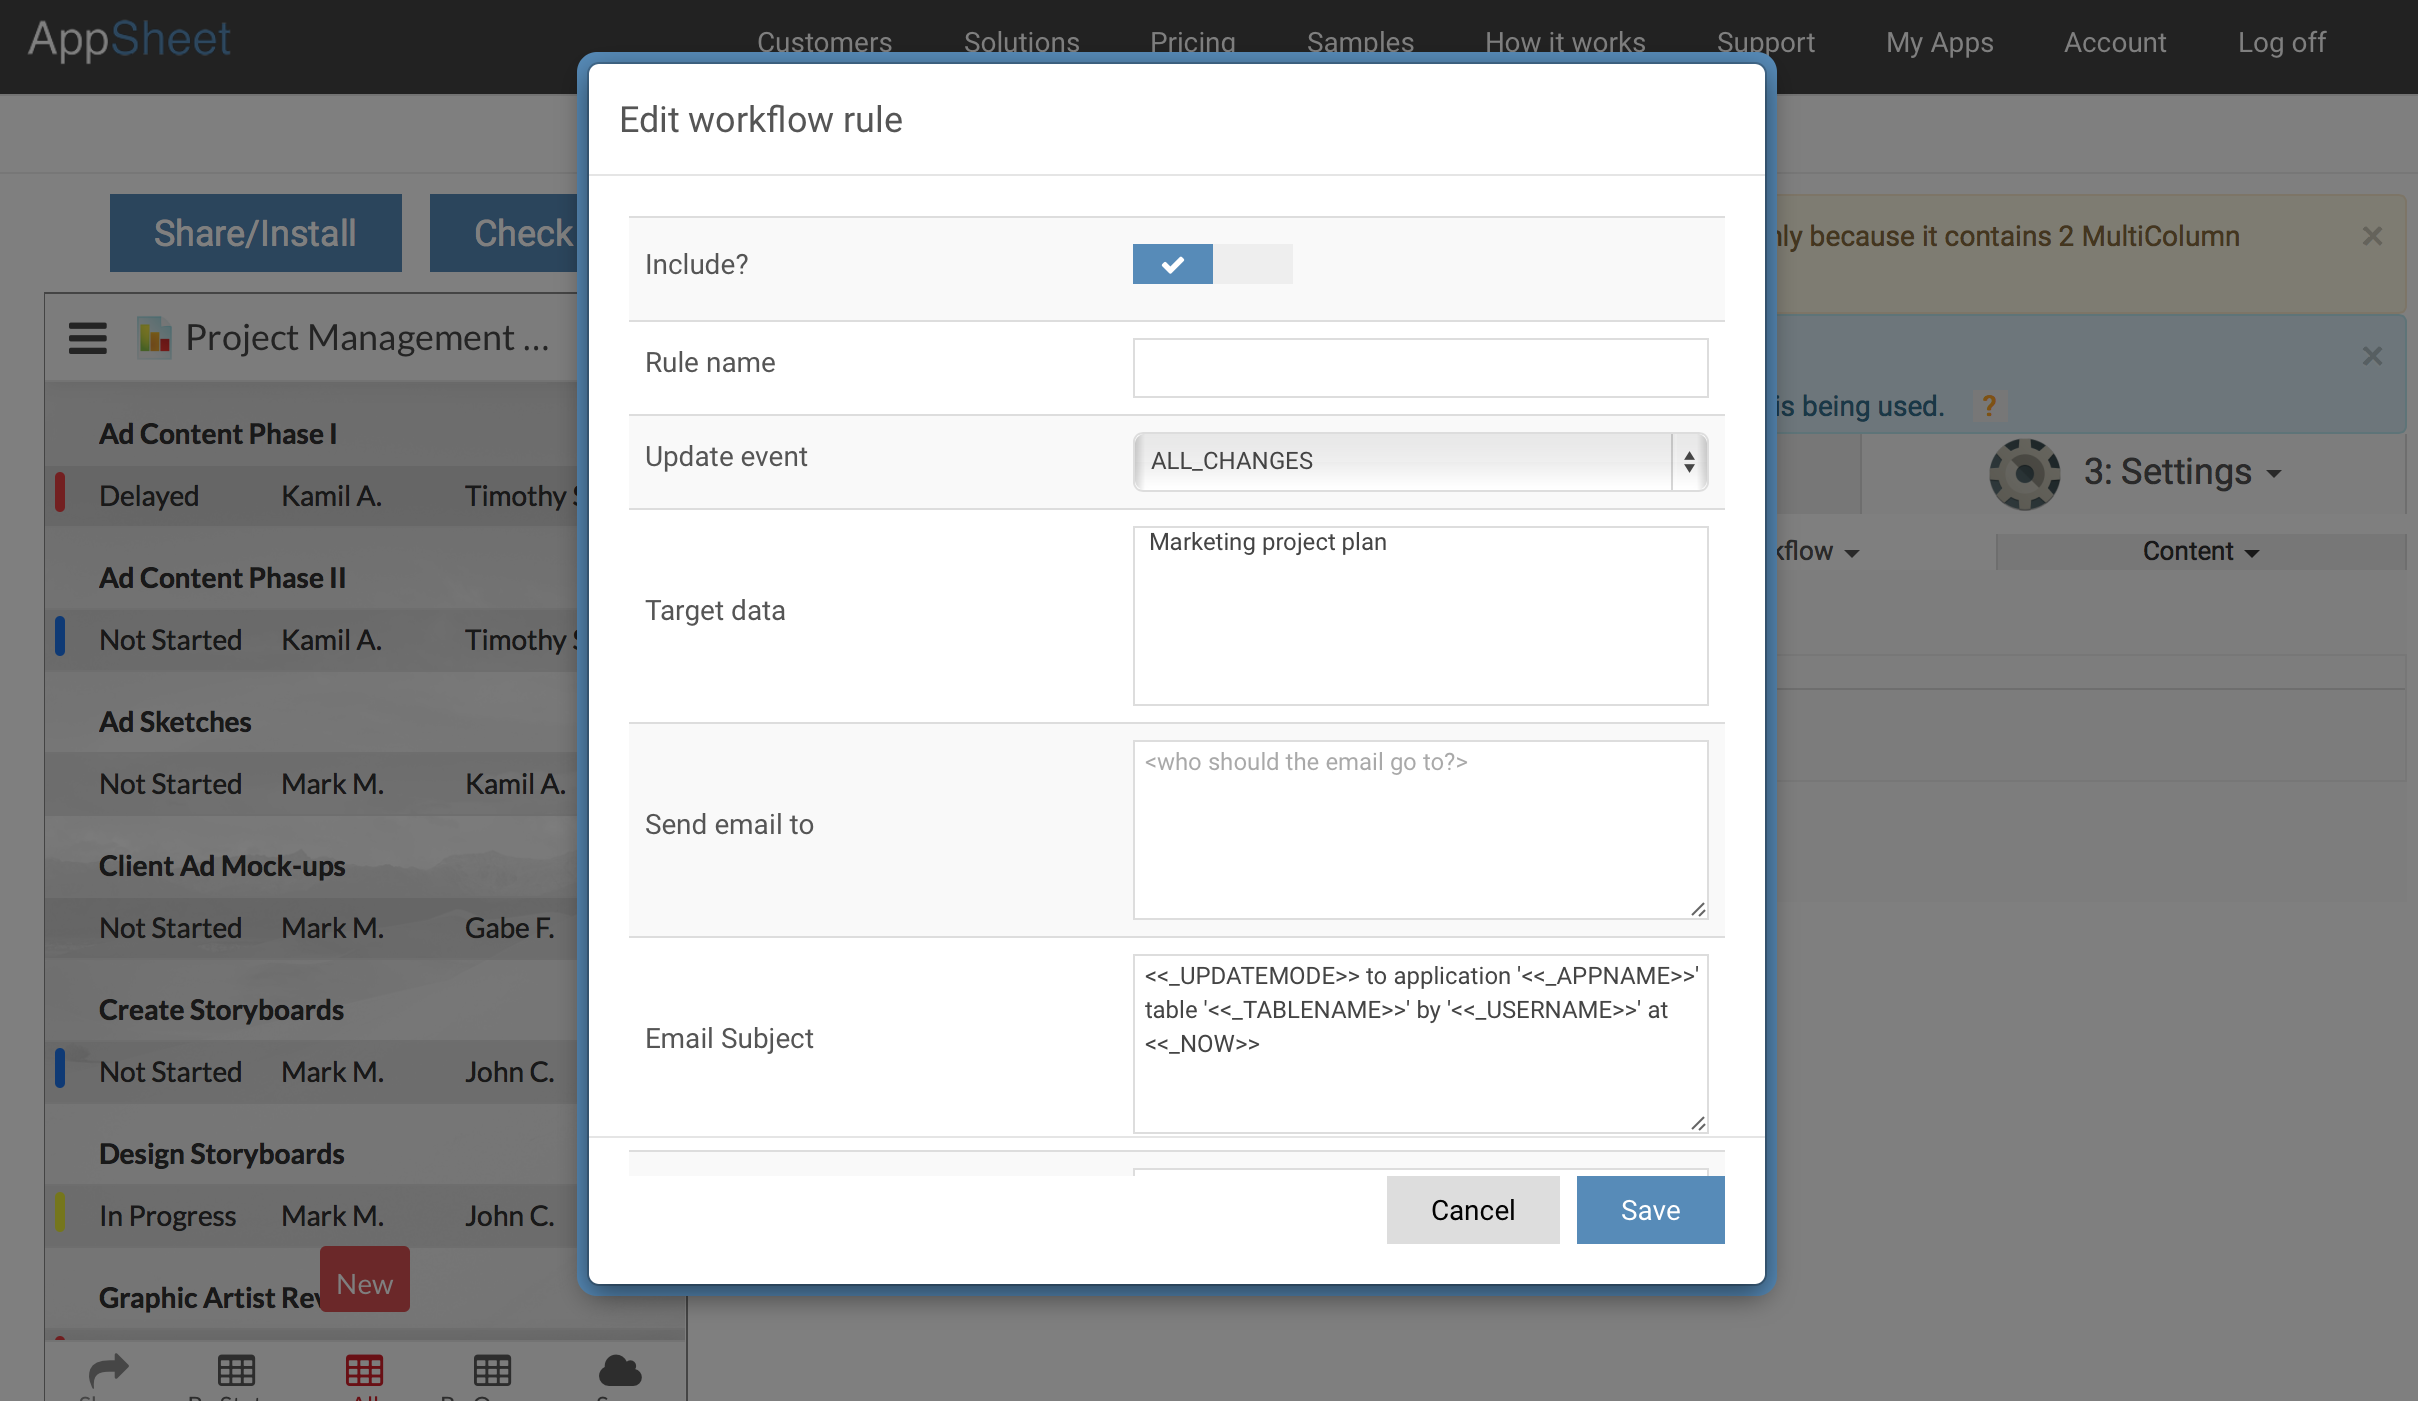 AppSheet
Customers Solutions Pricing Samples How it works Support My Apps Account Log off
Edit workflow rule
Share/Install
Check
because it contains 2 MultiColumn
is being used. ?
3: Settings
Content
Project Management ...
Ad Content Phase I
Delayed Kamil A. Timothy
Ad Content Phase II
Not Started Kamil A. Timothy
Ad Sketches
Not Started Mark M. Kamil A.
Client Ad Mock-ups
Not Started Mark M. Gabe F.
Create Storyboards
Not Started Mark M. John C.
Design Storyboards
In Progress Mark M. John C.
Graphic Artist
New
Include?
Rule name
Update event
ALL_CHANGES
Target data
Marketing project plan
Send email to
<who should the email go to?>
Email Subject
<<_UPDATEMODE>> to application '<<_APPNAME>>'
table '<<_TABLENAME>>' by '<<_USERNAME>>' at
<<_NOW>>
Cancel Save